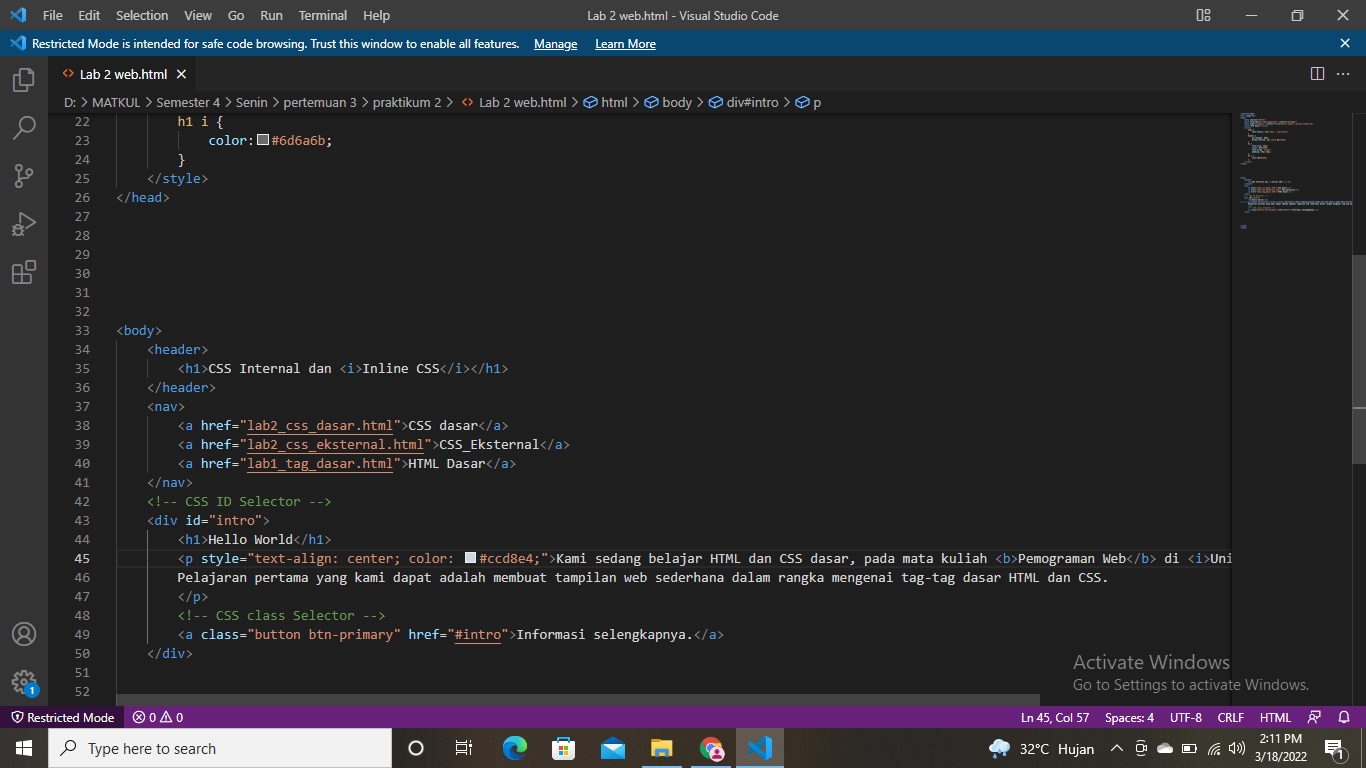 File Edit Selection View Go Run Terminal Help Lab 2 web.html - Visual Studio Code
Restricted Mode is intended for safe code browsing. Trust this window to enable all features. Manage Learn More
<> Lab 2 web.html
D: > MATKUL > Semester 4 > Senin > pertemuan 3 > praktikum 2 > <> Lab 2 web.html > html > body > div#intro > p
22 h1 i {
23 color: #6d6a6b;
24 }
25 </style>
26 </head>
27
28
29
30
31
32
33 <body>
34 <header>
35 <h1>CSS Internal dan <i>Inline CSS</i></h1>
36 </header>
37 <nav>
38 <a href="lab2_css_dasar.html">CSS dasar</a>
39 <a href="lab2_css_eksternal.html">CSS_Eksternal</a>
40 <a href="lab1_tag_dasar.html">HTML Dasar</a>
41 </nav>
42 <!-- CSS ID Selector -->
43 <div id="intro">
44 <h1>Hello World</h1>
45 <p style="text-align: center; color: #ccd8e4;">Kami sedang belajar HTML dan CSS dasar, pada mata kuliah <b>Pemograman Web</b> di <i>Uni
46 Pelajaran pertama yang kami dapat adalah membuat tampilan web sederhana dalam rangka mengenai tag-tag dasar HTML dan CSS.
47 </p>
48 <!-- CSS class Selector -->
49 <a class="button btn-primary" href="#intro">Informasi selengkapnya.</a>
50 </div>
51
52
Activate Windows
Go to Settings to activate Windows.
1
Restricted Mode 0 0 Ln 45, Col 57 Spaces: 4 UTF-8 CRLF HTML
Type here to search 32°C Hujan 2:11 PM
3/18/2022
1